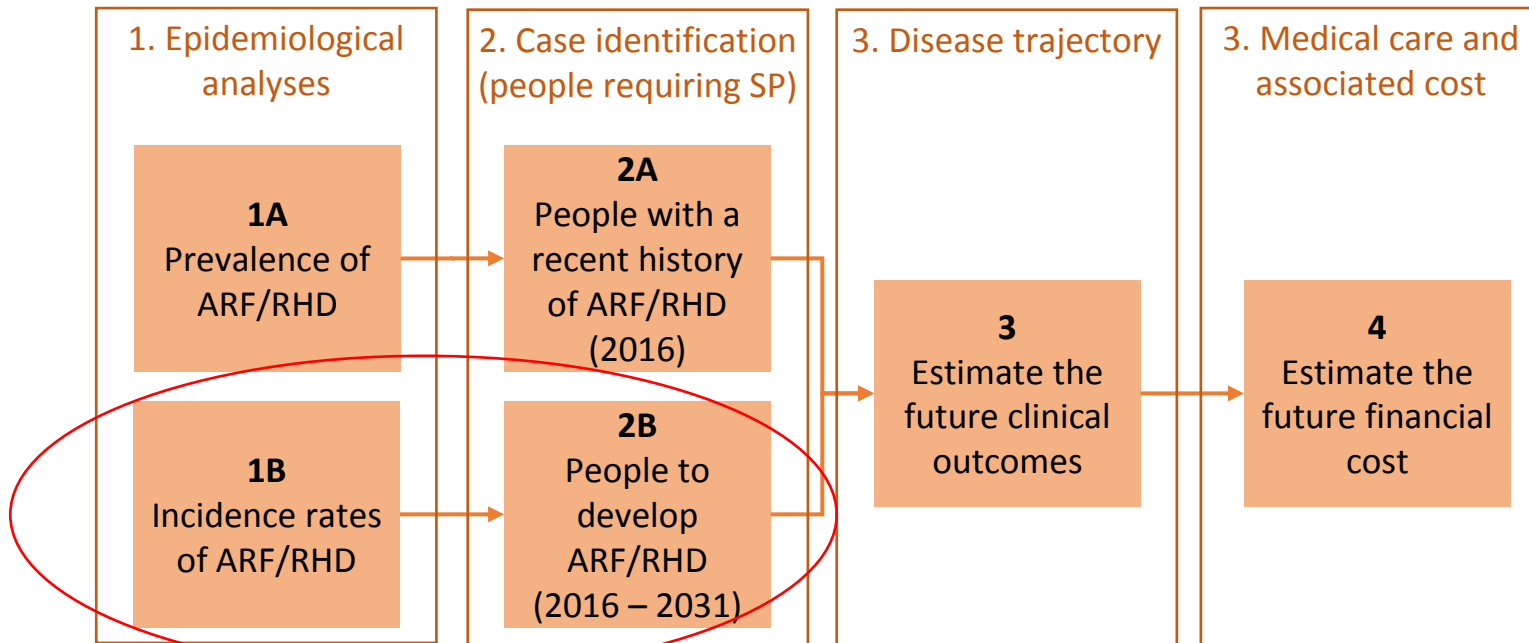 1. Epidemiological
analyses
2. Case identification
(people requiring SP)
3. Disease trajectory
3. Medical care and
associated cost
1A
Prevalence of
ARF/RHD
2A
People with a
recent history
of ARF/RHD
(2016)
1B
Incidence rates
of ARF/RHD
2B
People to
develop
ARF/RHD
(2016 – 2031)
3
Estimate the
future clinical
outcomes
4
Estimate the
future financial
cost